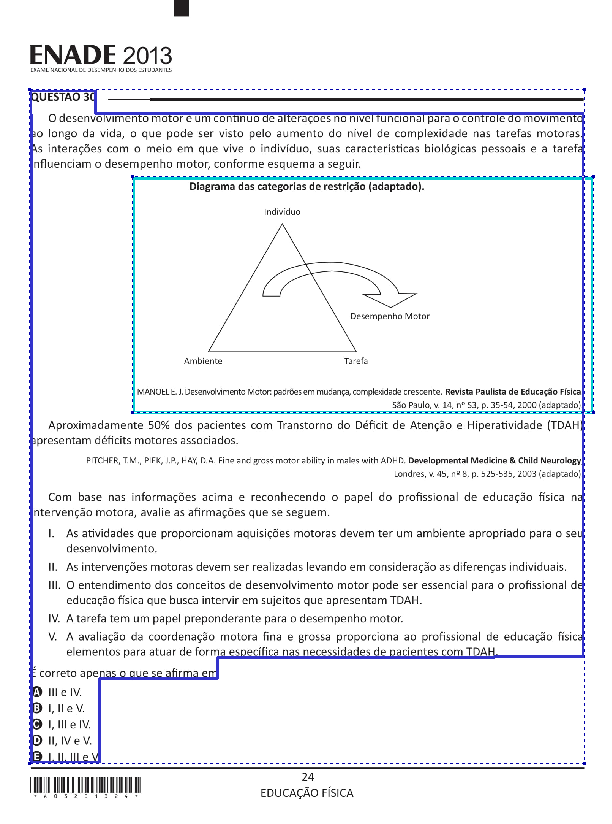 ENADE 2013
EXAME NACIONAL DE DESEMPENHO DOS ESTUDANTES
QUESTÃO 30
O desenvolvimento motor é um contínuo de alterações no nível funcional para o controle do movimento
ao longo da vida, o que pode ser visto pelo aumento do nível de complexidade nas tarefas motoras.
As interações com o meio em que vive o indivíduo, suas características biológicas pessoais e a tarefa
influenciam o desempenho motor, conforme esquema a seguir.
Diagrama das categorias de restrição (adaptado).
Indivíduo
Desempenho Motor
Ambiente Tarefa
MANOEL E. J. Desenvolvimento Motor: padrões em mudança, complexidade crescente. Revista Paulista de Educação Física
São Paulo, v. 14, nº S3, p. 35-54, 2000 (adaptado)
Aproximadamente 50% dos pacientes com Transtorno do Déficit de Atenção e Hiperatividade (TDAH)
apresentam déficits motores associados.
PITCHER, T.M., PIEK, J.P., HAY, D.A. Fine and gross motor ability in males with ADHD. Developmental Medicine & Child Neurology
Londres, v. 45, nº 8, p. 525-535, 2003 (adaptado)
Com base nas informações acima e reconhecendo o papel do profissional de educação física na
intervenção motora, avalie as afirmações que se seguem.
I. As atividades que proporcionam aquisições motoras devem ter um ambiente apropriado para o seu
desenvolvimento.
II. As intervenções motoras devem ser realizadas levando em consideração as diferenças individuais.
III. O entendimento dos conceitos de desenvolvimento motor pode ser essencial para o profissional de
educação física que busca intervir em sujeitos que apresentam TDAH.
IV. A tarefa tem um papel preponderante para o desempenho motor.
V. A avaliação da coordenação motora fina e grossa proporciona ao profissional de educação física
elementos para atuar de forma específica nas necessidades de pacientes com TDAH.
É correto apenas o que se afirma em
A III e IV.
B I, II e V.
C I, III e IV.
D II, IV e V.
E I, II, III e V
24
EDUCAÇÃO FÍSICA